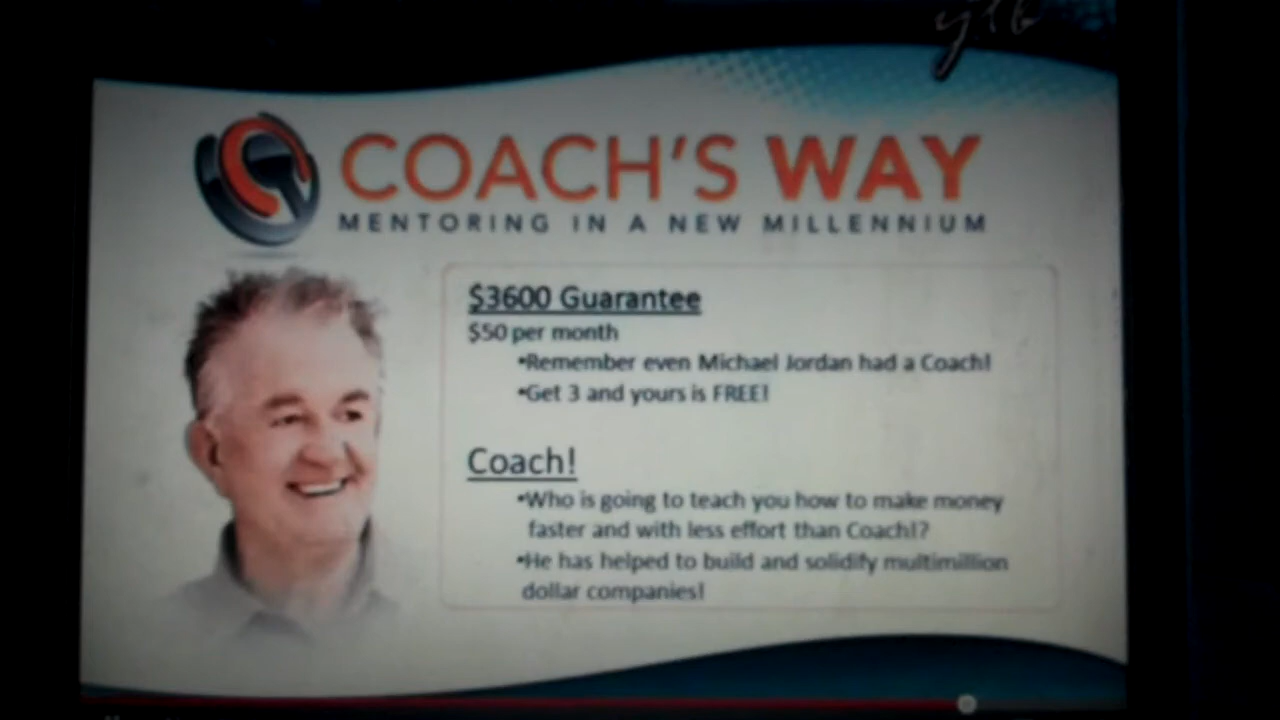 COACH'S WAY
MENTORING IN A NEW MILLENNIUM
$3600 Guarantee
$50 per month
•Remember even Michael Jordan had a Coach!
•Get 3 and yours is FREE!
Coach!
•Who is going to teach you how to make money
faster and with less effort than Coach!?
•He has helped to build and solidify multimillion
dollar companies!